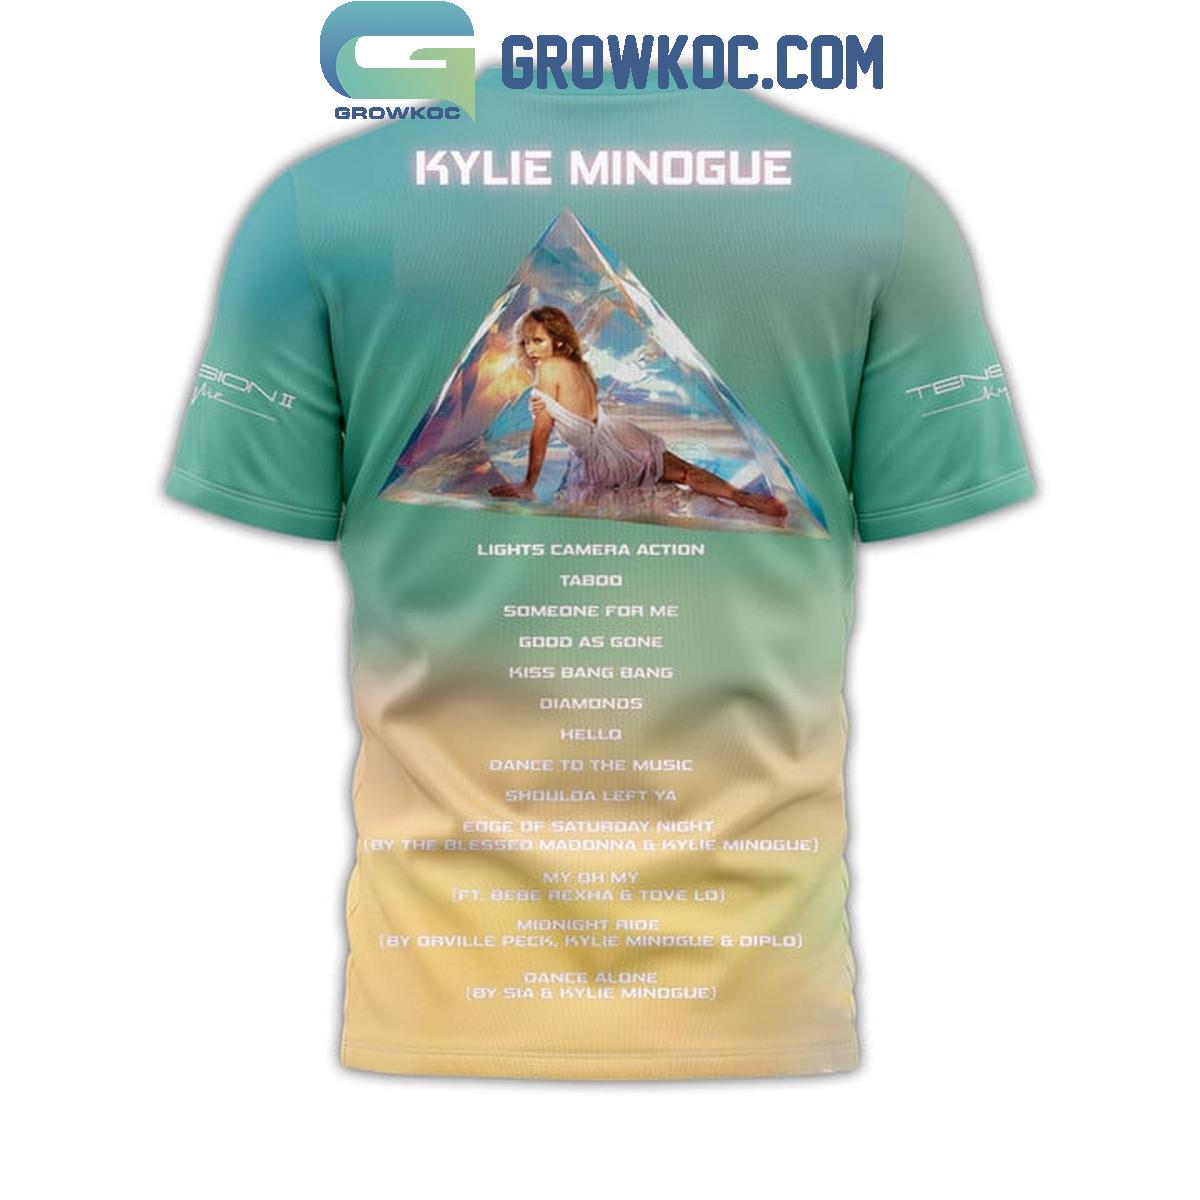 GROWKOC
GROWKOC.COM
KYLIE MINOGUE
SION II
TENS
LIGHTS CAMERA ACTION
TABOO
SOMEONE FOR ME
GOOD AS GONE
KISS BANG BANG
DIAMONDS
HELLO
DANCE TO THE MUSIC
SHOULDA LEFT YA
EDGE OF SATURDAY NIGHT
(BY THE BLESSED MADONNA & KYLIE MINOGUE)
MY OH MY
(FT. BEBE REXHA & TOVE LO)
MIDNIGHT RIDE
(BY ORVILLE PECK, KYLIE MINOGUE & DIPLO)
DANCE ALONE
(BY SIA & KYLIE MINOGUE)